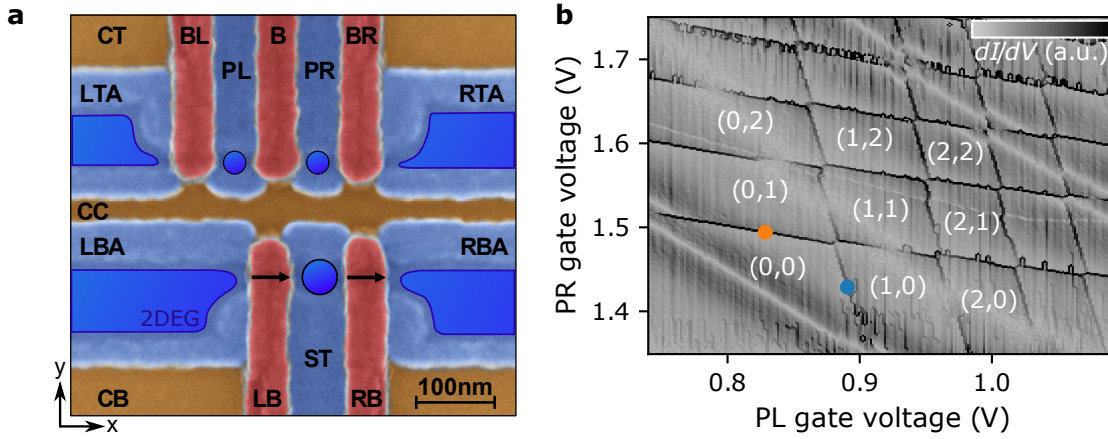 a
CT
BL
B
BR
PL
PR
LTA
RTA
CC
LBA
RBA
2DEG
ST
y
x
CB
LB
RB
100nm
b
dI/dV (a.u.)
PR gate voltage (V)
1.7
1.6
1.5
1.4
(0,2)
(1,2)
(2,2)
(0,1)
(1,1)
(2,1)
(0,0)
(1,0)
(2,0)
0.8
0.9
1.0
PL gate voltage (V)